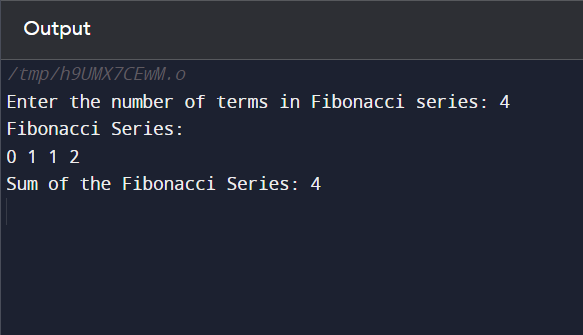 Output
/tmp/h9UMX7CEwM.o
Enter the number of terms in Fibonacci series: 4
Fibonacci Series:
0 1 1 2
Sum of the Fibonacci Series: 4